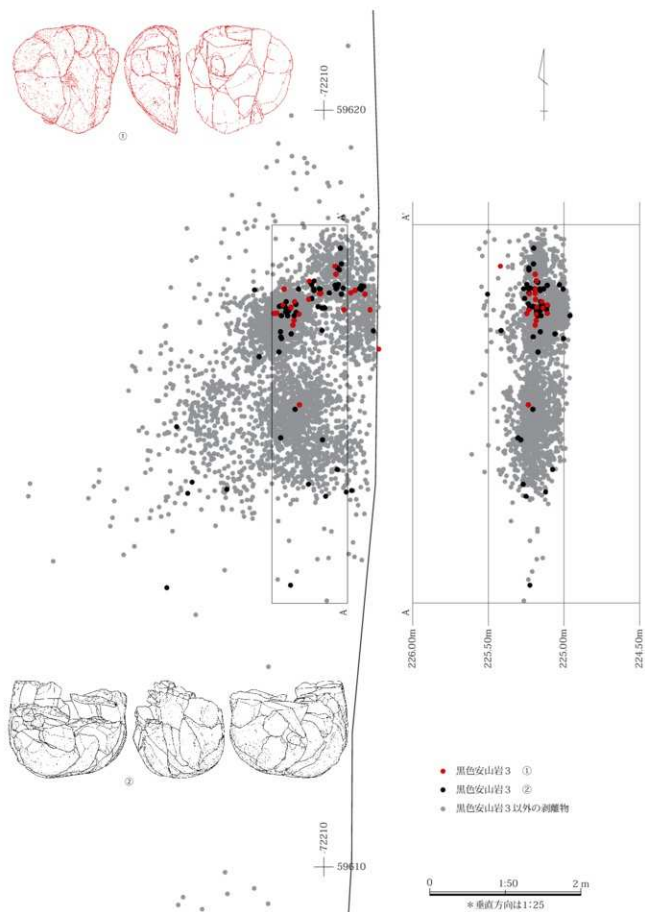 ①
-72210
59620
A'
A'
A
A
226.00m
225.50m
225.00m
224.50m
②
● 黒色安山岩3 ①
● 黒色安山岩3 ②
● 黒色安山岩3以外の剥離物
-72210
59610
0 1:50 2 m
＊垂直方向は1:25